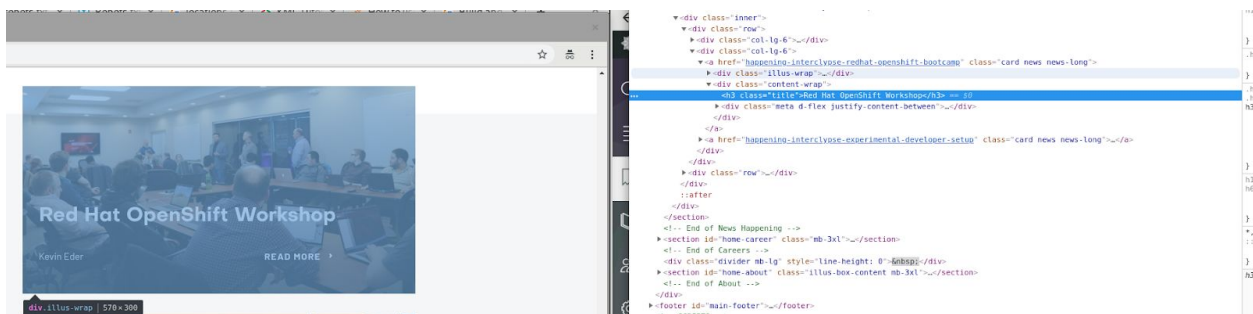 Red Hat OpenShift Workshop
Kevin Eder
READ MORE ›
div.illus-wrap | 570×300
▼<div class="inner">
▼<div class="row">
▶<div class="col-lg-6">…</div>
▼<div class="col-lg-6">
▼<a href="happening-interclypse-redhat-openshift-bootcamp" class="card news news-long">
▶<div class="illus-wrap">…</div>
▼<div class="content-wrap">
<h3 class="title">Red Hat OpenShift Workshop</h3> == $0
▶<div class="meta d-flex justify-content-between">…</div>
</div>
</a>
▶<a href="happening-interclypse-experimental-developer-setup" class="card news news-long">…</a>
</div>
</div>
▶<div class="row">…</div>
</div>
::after
</div>
</section>
<!-- End of News Happening -->
▶<section id="home-career" class="mb-3xl">…</section>
<!-- End of Careers -->
<div class="divider mb-lg" style="line-height: 0">&nbsp;</div>
▶<section id="home-about" class="illus-box-content mb-3xl">…</section>
<!-- End of About -->
</div>
▶<footer id="main-footer">…</footer>